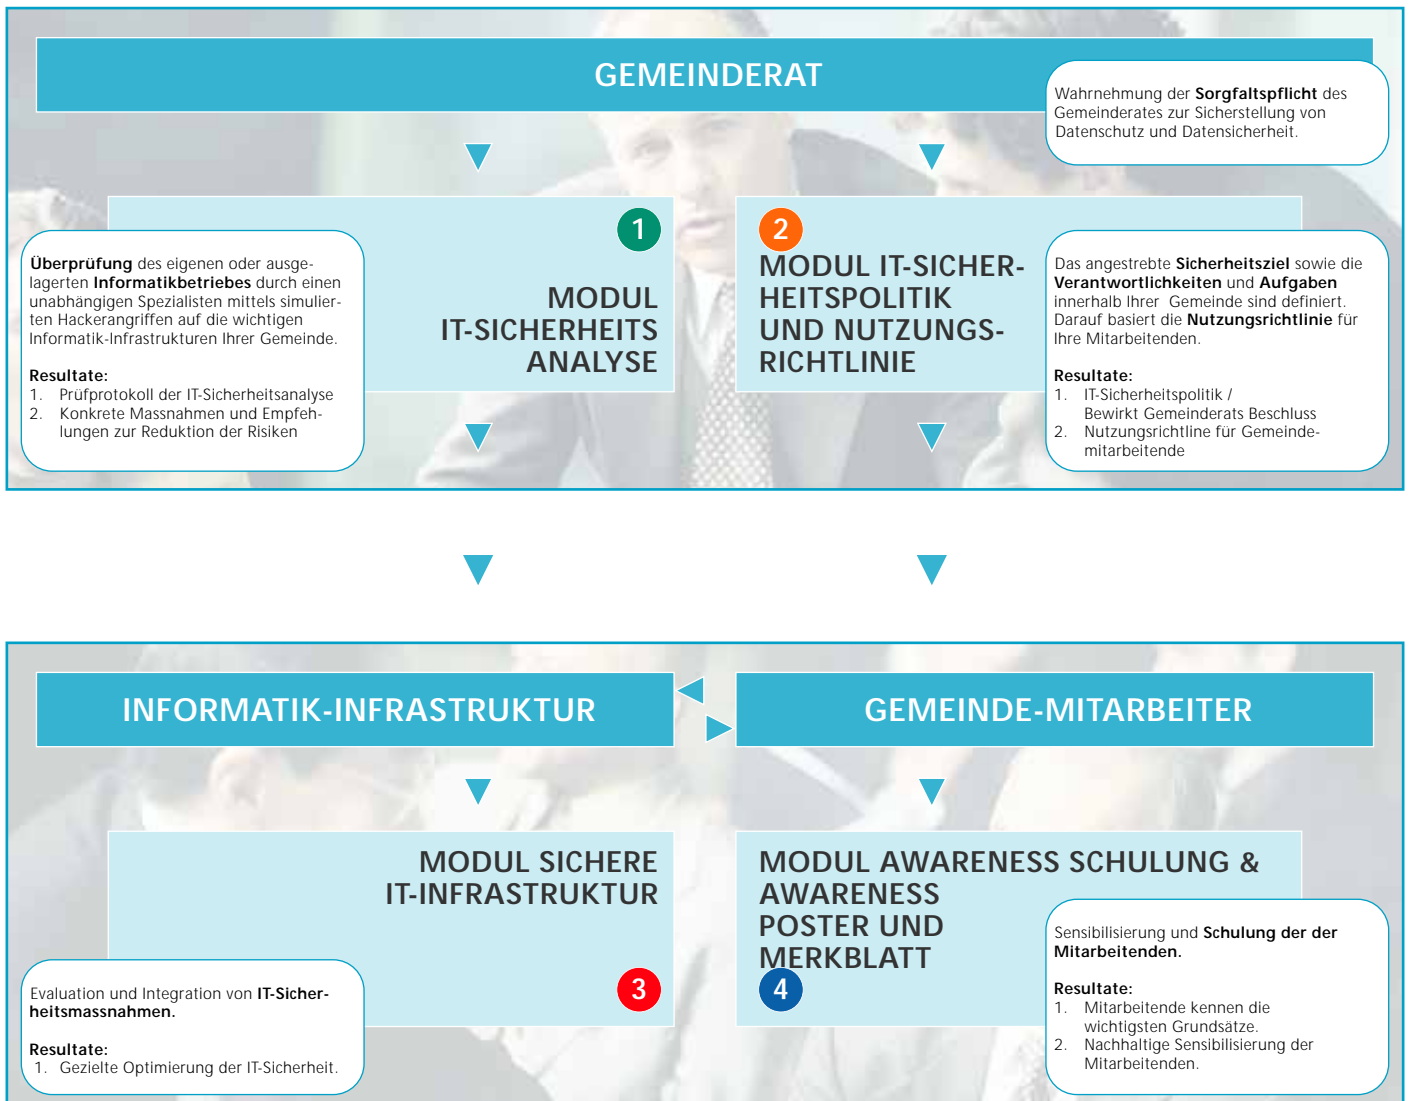 GEMEINDERAT
Wahrnehmung der Sorgfaltspflicht des
Gemeinderates zur Sicherstellung von
Datenschutz und Datensicherheit.
1
MODUL
IT-SICHERHEITS
ANALYSE
Überprüfung des eigenen oder ausge-
lagerten Informatikbetriebes durch einen
unabhängigen Spezialisten mittels simulier-
ten Hackerangriffen auf die wichtigen
Informatik-Infrastrukturen Ihrer Gemeinde.
Resultate:
1. Prüfprotokoll der IT-Sicherheitsanalyse
2. Konkrete Massnahmen und Empfeh-
lungen zur Reduktion der Risiken
2
MODUL IT-SICHER-
HEITSPOLITIK
UND NUTZUNGS-
RICHTLINIE
Das angestrebte Sicherheitsziel sowie die
Verantwortlichkeiten und Aufgaben
innerhalb Ihrer Gemeinde sind definiert.
Darauf basiert die Nutzungsrichtlinie für
Ihre Mitarbeitenden.
Resultate:
1. IT-Sicherheitspolitik /
Bewirkt Gemeinderats Beschluss
2. Nutzungsrichtline für Gemeinde-
mitarbeitende
INFORMATIK-INFRASTRUKTUR
GEMEINDE-MITARBEITER
MODUL SICHERE
IT-INFRASTRUKTUR
3
Evaluation und Integration von IT-Sicher-
heitsmassnahmen.
Resultate:
1. Gezielte Optimierung der IT-Sicherheit.
MODUL AWARENESS SCHULUNG &
AWARENESS
POSTER UND
MERKBLATT
4
Sensibilisierung und Schulung der der
Mitarbeitenden.
Resultate:
1. Mitarbeitende kennen die
wichtigsten Grundsätze.
2. Nachhaltige Sensibilisierung der
Mitarbeitenden.